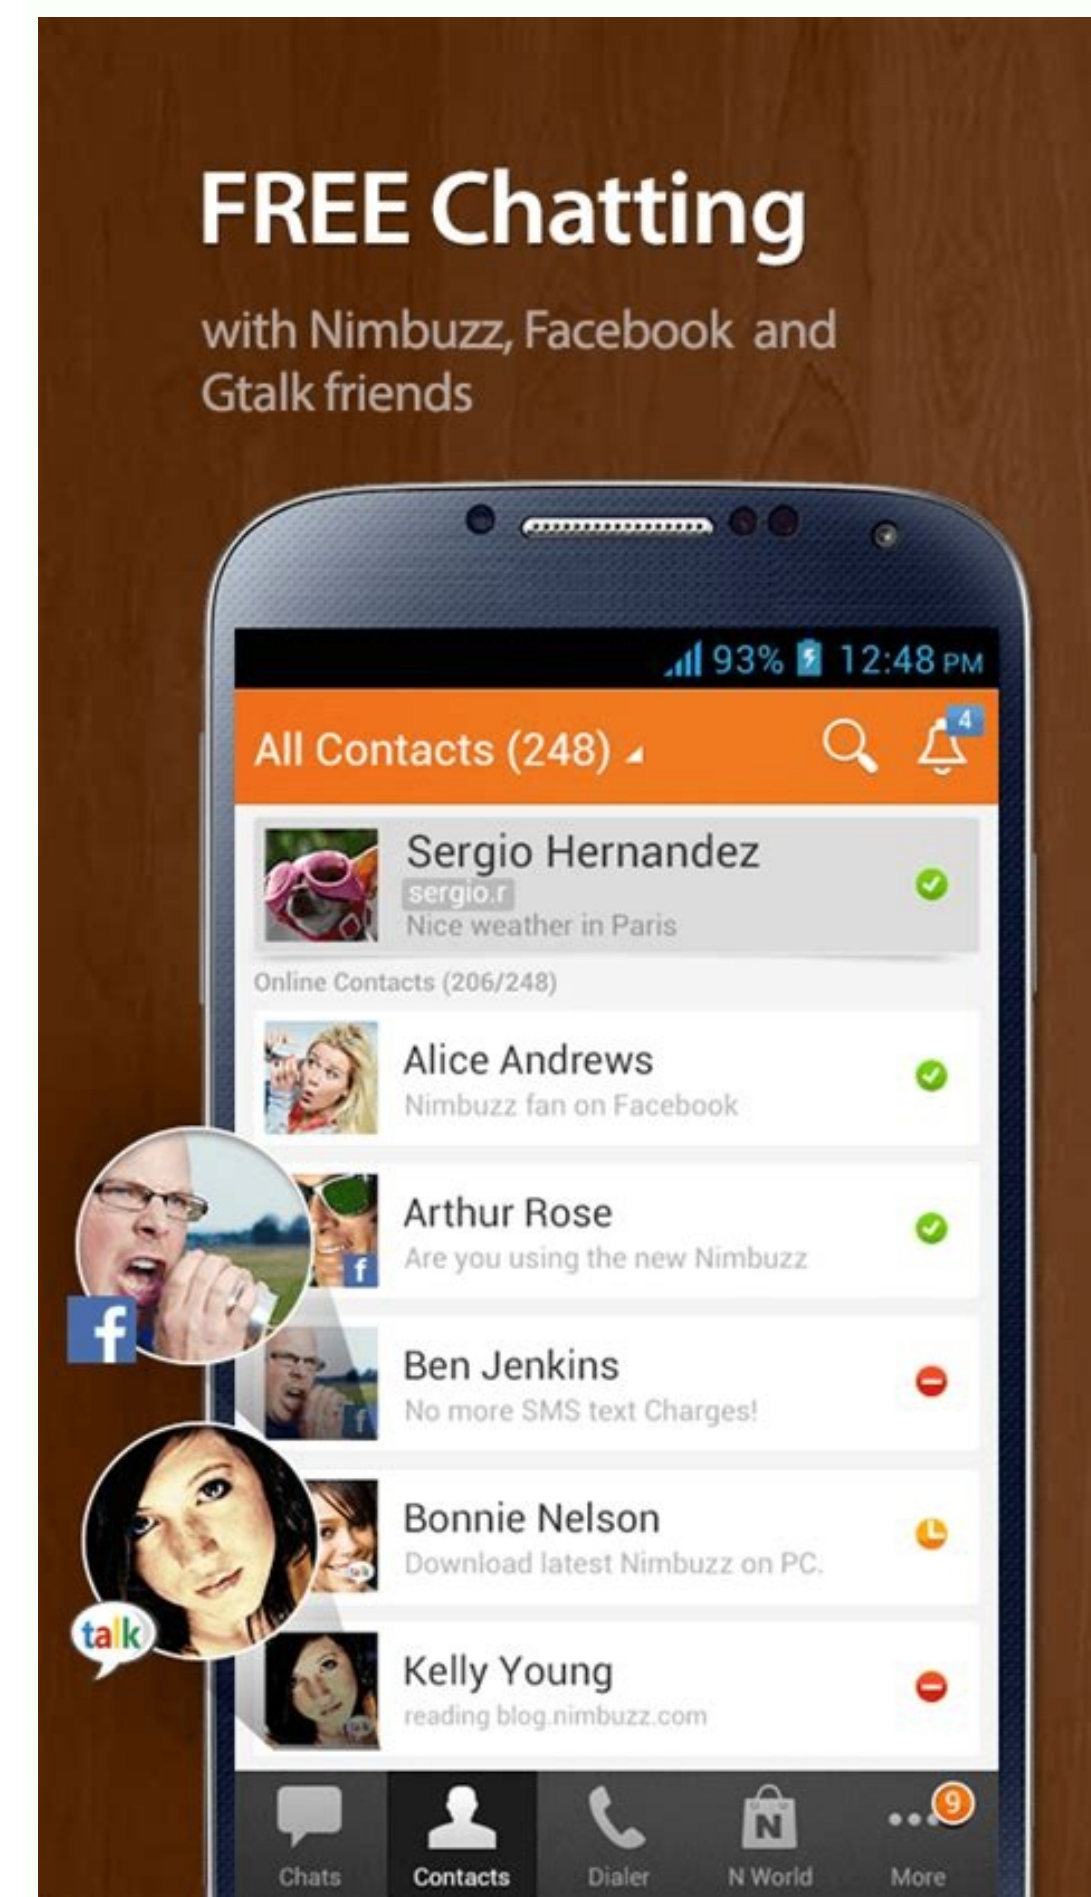 FREE Chatting
with Nimbuzz, Facebook and
Gtalk friends
93% 12:48 PM
All Contacts (248)
4
Sergio Hernandez
sergio.r
Nice weather in Paris
Online Contacts (206/248)
Alice Andrews
Nimbuzz fan on Facebook
Arthur Rose
Are you using the new Nimbuzz
f
f
Ben Jenkins
No more SMS text Charges!
f
Bonnie Nelson
Download latest Nimbuzz on PC.
talk
talk
Kelly Young
reading blog.nimbuzz.com
talk
N
9
Chats
Contacts
Dialer
N World
More